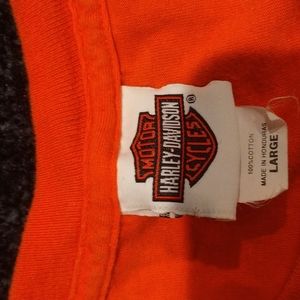 MOTOR
HARLEY-DAVIDSON
CYCLES
®
100% COTTON
MADE IN HONDURAS
LARGE